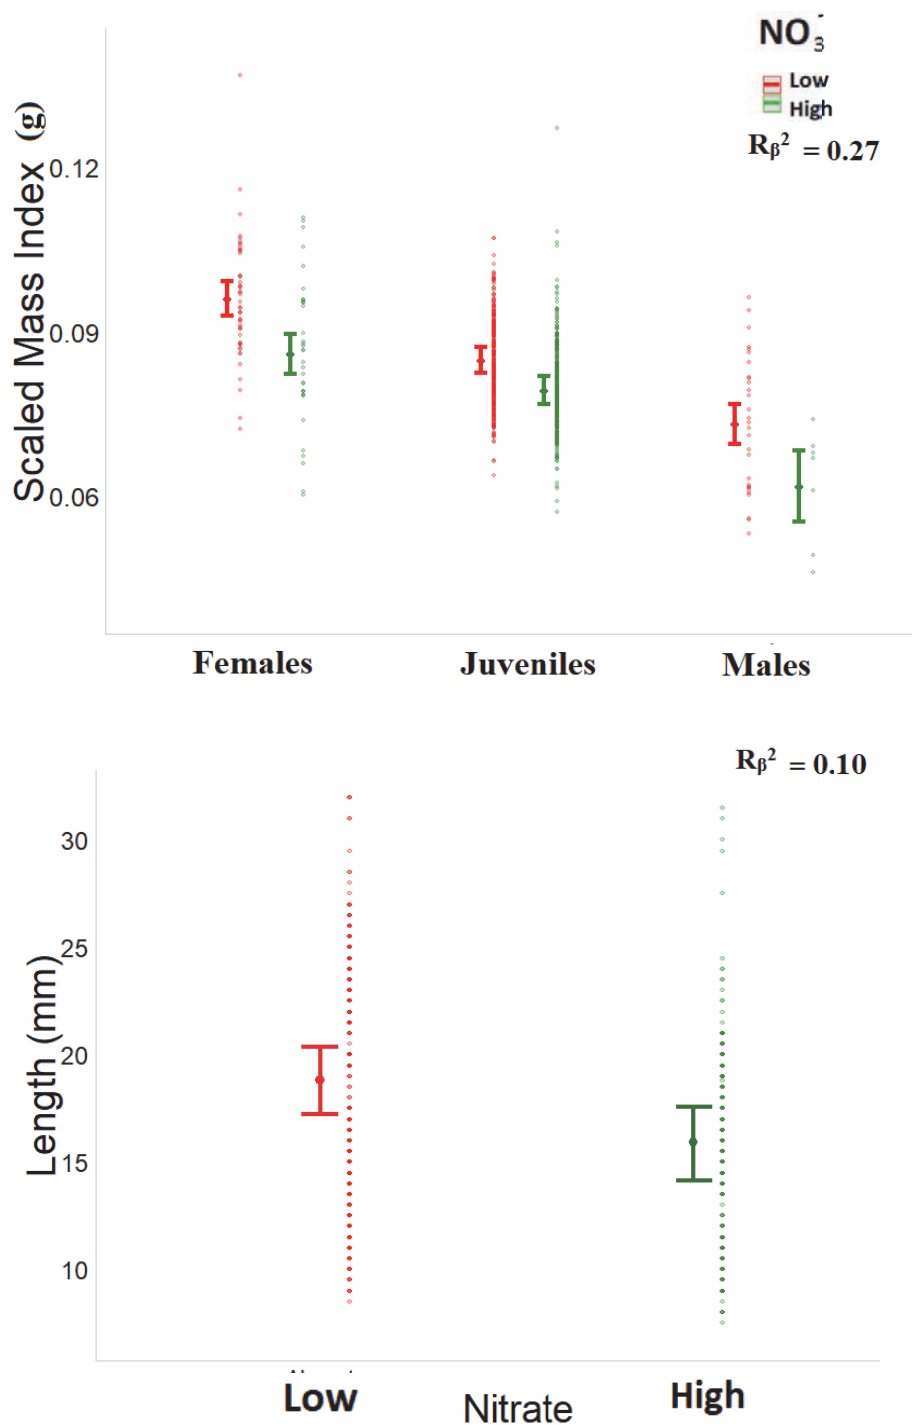 NO₃⁻
Low
High
Rβ² = 0.27
Scaled Mass Index (g)
0.12
0.09
0.06
Females Juveniles Males
Rβ² = 0.10
Length (mm)
30
25
20
15
10
Low High
Nitrate